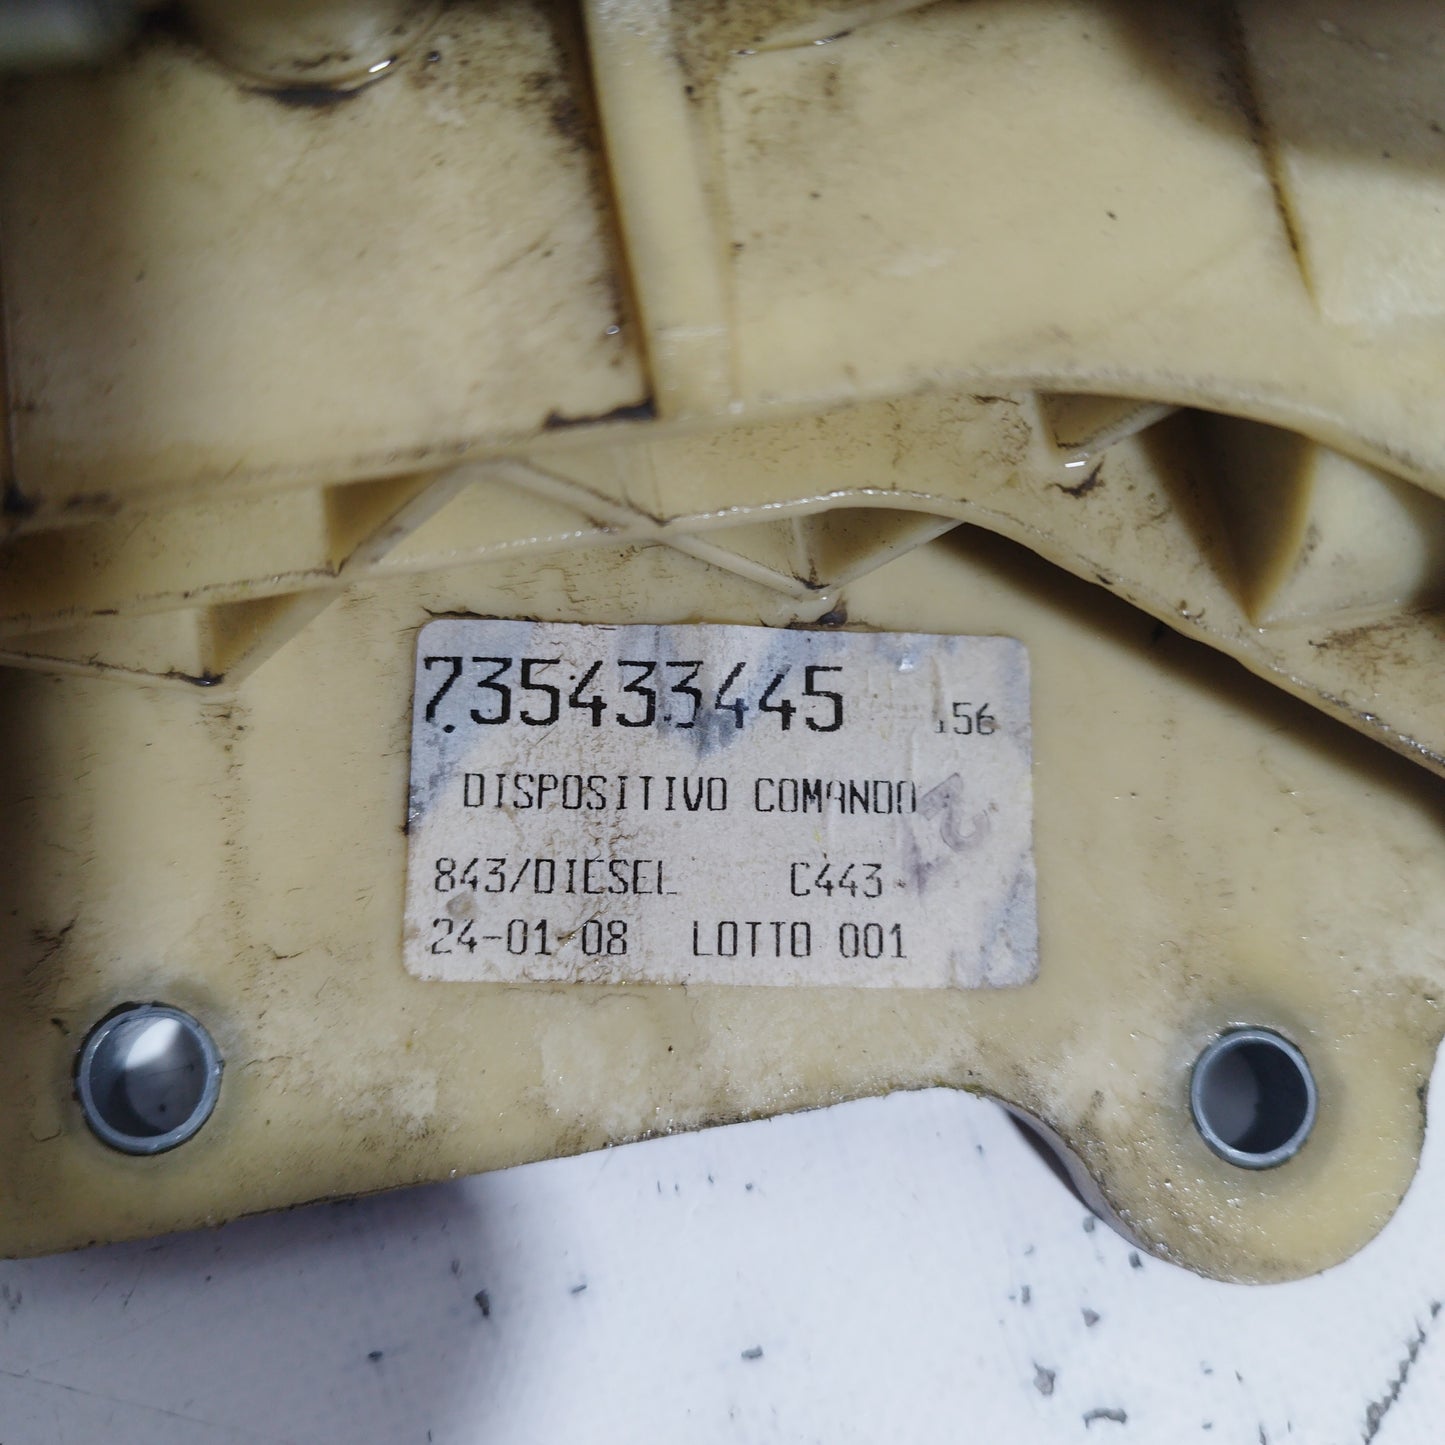 735433445 156
DISPOSITIVO COMANDO
843/DIESEL C443
24-01-08 LOTTO 001